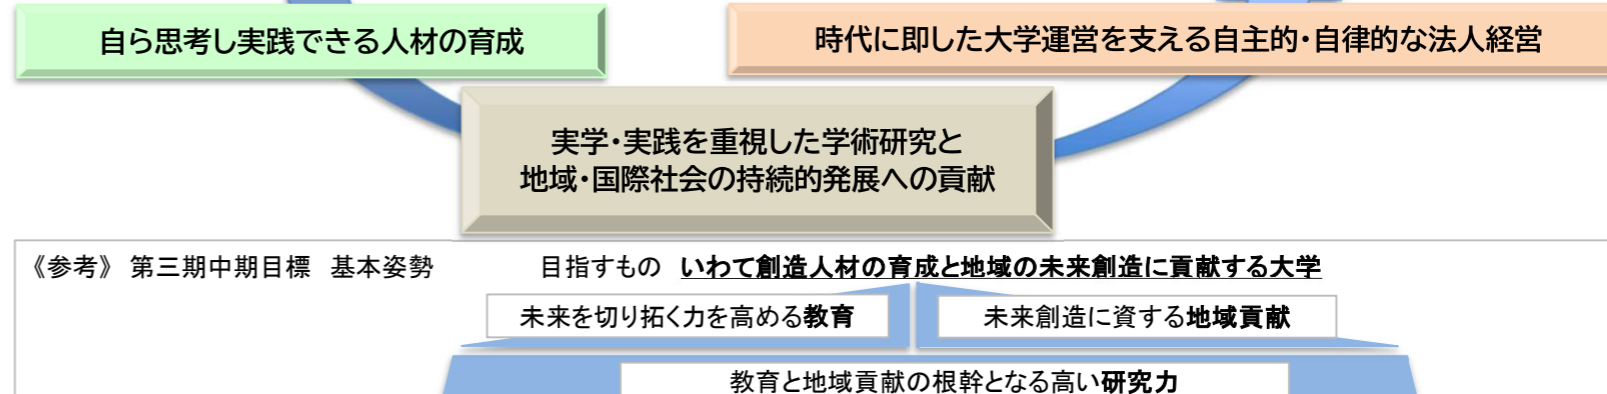 自ら思考し実践できる人材の育成
時代に即した大学運営を支える自主的・自律的な法人経営
実学・実践を重視した学術研究と
地域・国際社会の持続的発展への貢献
《参考》 第三期中期目標 基本姿勢
目指すもの いわて創造人材の育成と地域の未来創造に貢献する大学
未来を切り拓く力を高める教育
未来創造に資する地域貢献
教育と地域貢献の根幹となる高い研究力